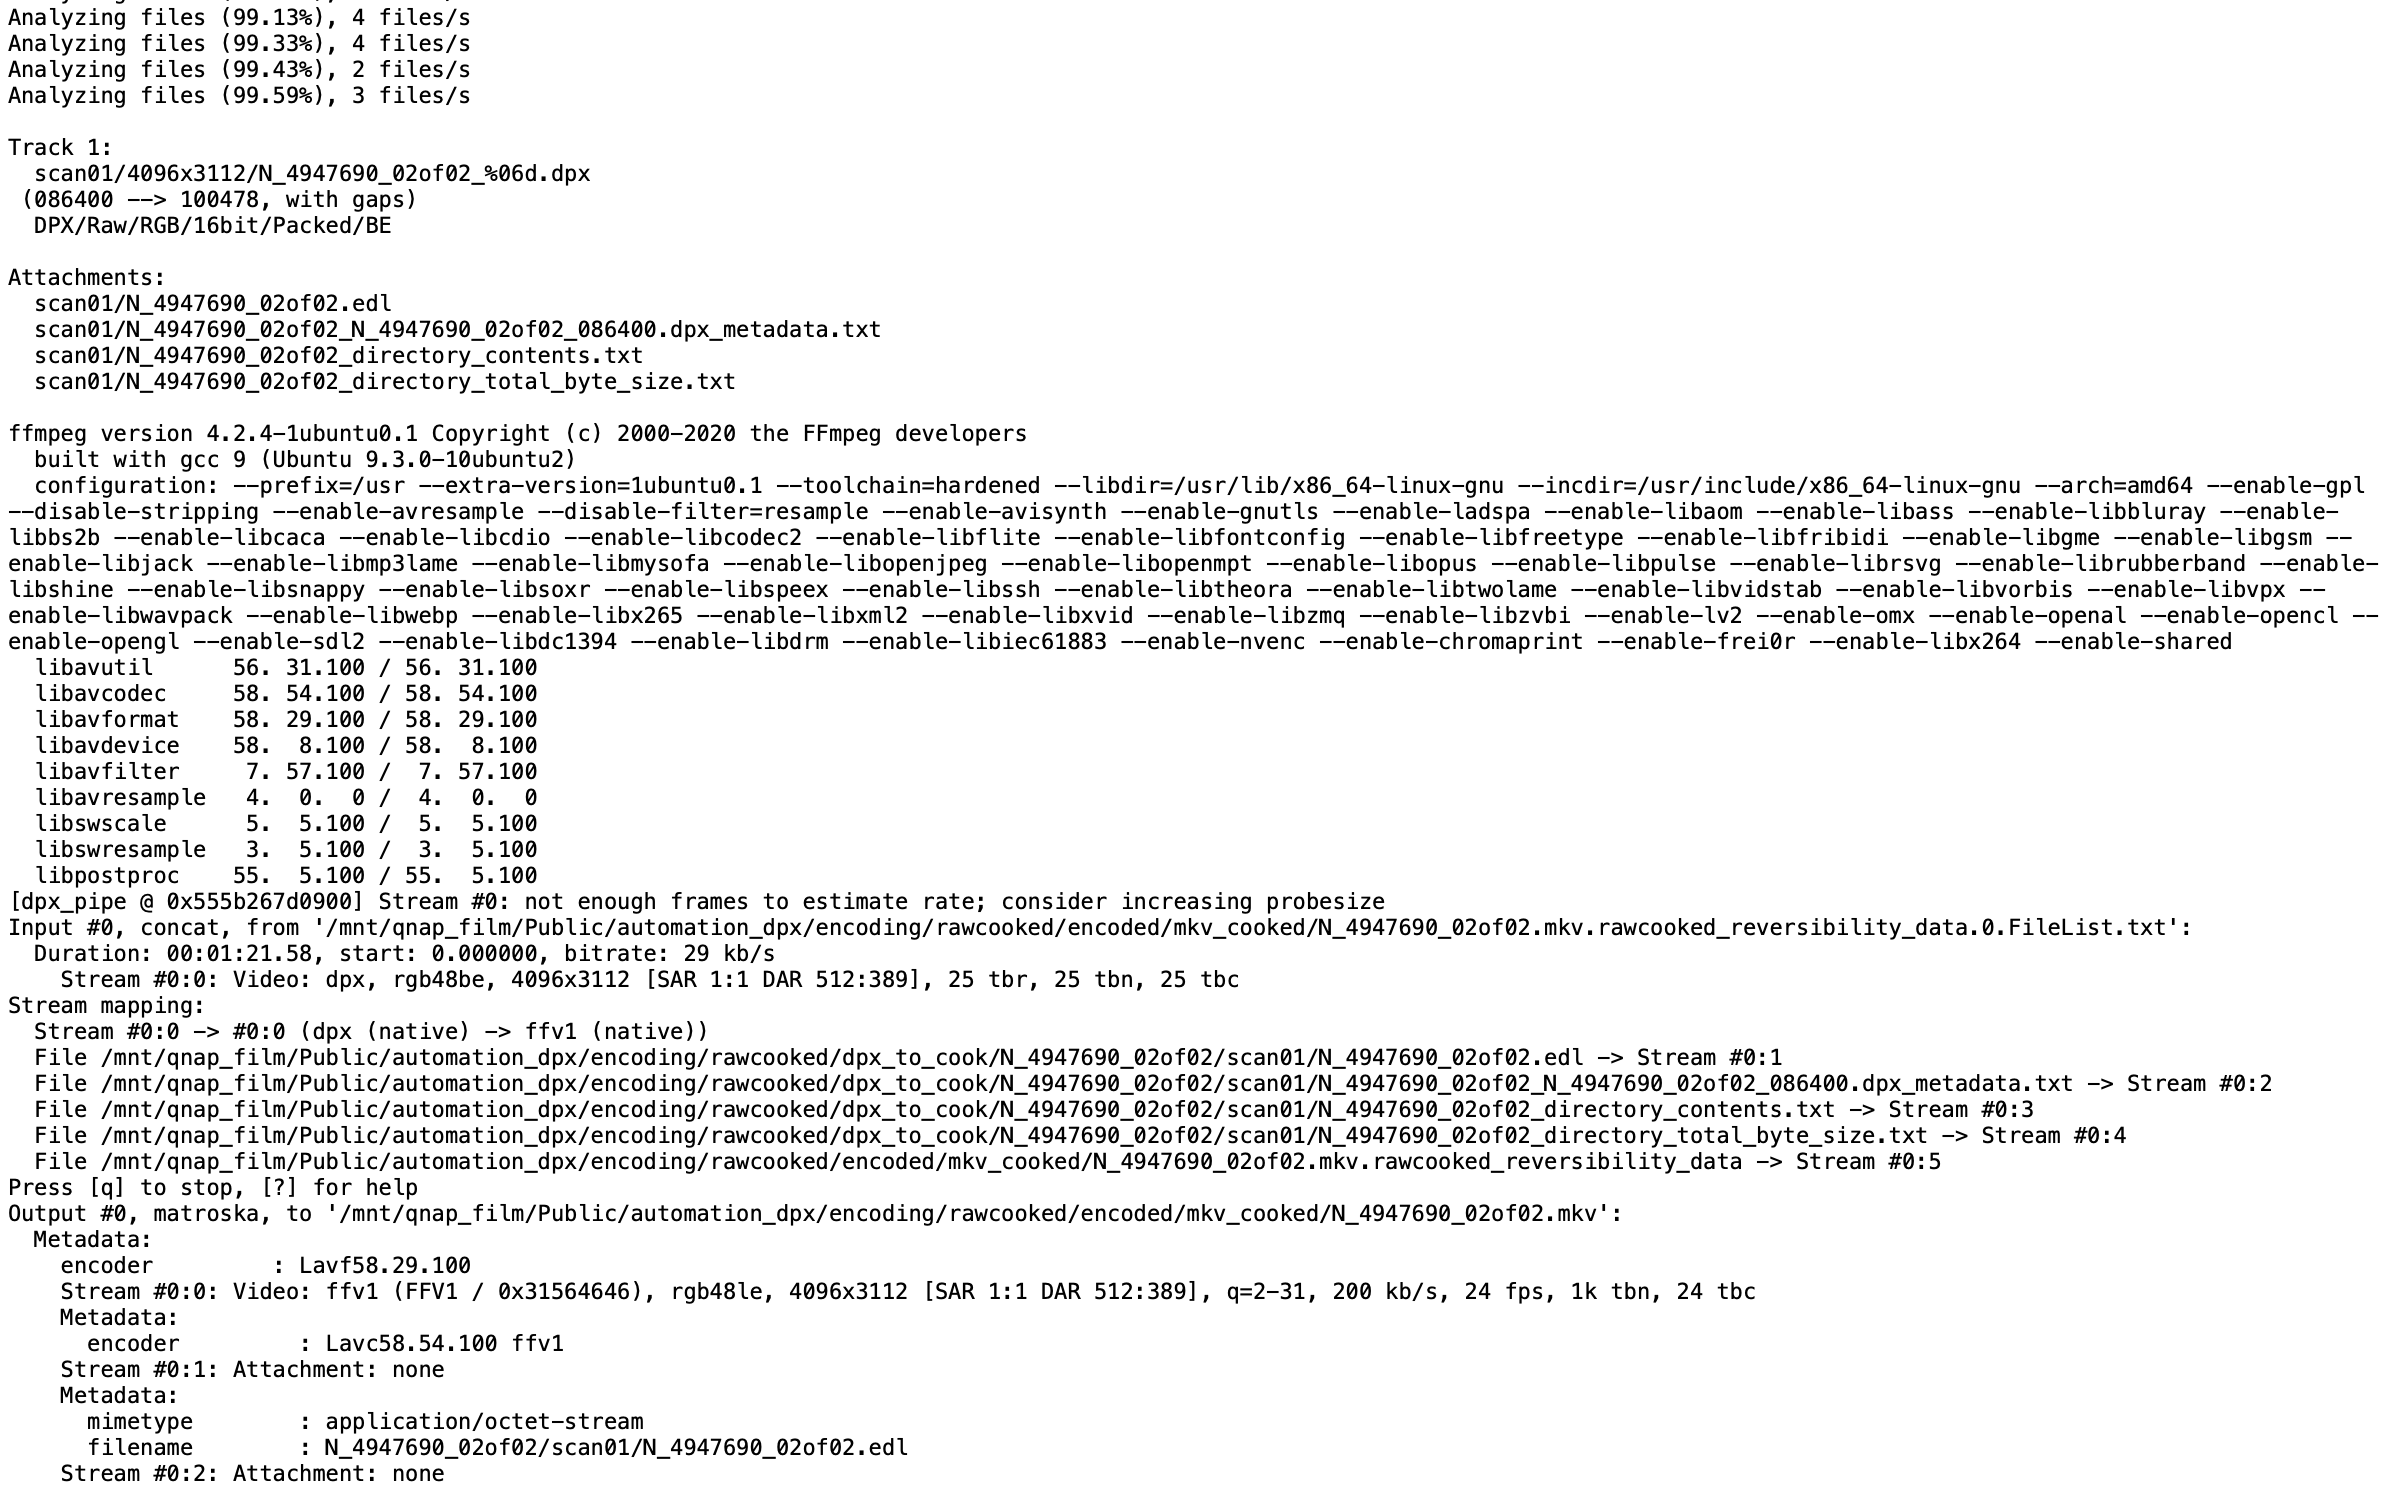 Analyzing files (99.13%), 4 files/s
Analyzing files (99.33%), 4 files/s
Analyzing files (99.43%), 2 files/s
Analyzing files (99.59%), 3 files/s

Track 1:
  scan01/4096x3112/N_4947690_02of02_%06d.dpx
 (086400 --> 100478, with gaps)
  DPX/Raw/RGB/16bit/Packed/BE

Attachments:
  scan01/N_4947690_02of02.edl
  scan01/N_4947690_02of02_N_4947690_02of02_086400.dpx_metadata.txt
  scan01/N_4947690_02of02_directory_contents.txt
  scan01/N_4947690_02of02_directory_total_byte_size.txt

ffmpeg version 4.2.4-1ubuntu0.1 Copyright (c) 2000-2020 the FFmpeg developers
  built with gcc 9 (Ubuntu 9.3.0-10ubuntu2)
  configuration: --prefix=/usr --extra-version=1ubuntu0.1 --toolchain=hardened --libdir=/usr/lib/x86_64-linux-gnu --incdir=/usr/include/x86_64-linux-gnu --arch=amd64 --enable-gpl
--disable-stripping --enable-avresample --disable-filter=resample --enable-avisynth --enable-gnutls --enable-ladspa --enable-libaom --enable-libass --enable-libbluray --enable-
libbs2b --enable-libcaca --enable-libcdio --enable-libcodec2 --enable-libflite --enable-libfontconfig --enable-libfreetype --enable-libfribidi --enable-libgme --enable-libgsm --
enable-libjack --enable-libmp3lame --enable-libmysofa --enable-libopenjpeg --enable-libopenmpt --enable-libopus --enable-libpulse --enable-librsvg --enable-librubberband --enable-
libshine --enable-libsnappy --enable-libsoxr --enable-libspeex --enable-libssh --enable-libtheora --enable-libtwolame --enable-libvidstab --enable-libvorbis --enable-libvpx --
enable-libwavpack --enable-libwebp --enable-libx265 --enable-libxml2 --enable-libxvid --enable-libzmq --enable-libzvbi --enable-lv2 --enable-omx --enable-openal --enable-opencl --
enable-opengl --enable-sdl2 --enable-libdc1394 --enable-libdrm --enable-libiec61883 --enable-nvenc --enable-chromaprint --enable-frei0r --enable-libx264 --enable-shared
  libavutil      56. 31.100 / 56. 31.100
  libavcodec     58. 54.100 / 58. 54.100
  libavformat    58. 29.100 / 58. 29.100
  libavdevice    58.  8.100 / 58.  8.100
  libavfilter     7. 57.100 /  7. 57.100
  libavresample   4.  0.  0 /  4.  0.  0
  libswscale      5.  5.100 /  5.  5.100
  libswresample   3.  5.100 /  3.  5.100
  libpostproc    55.  5.100 / 55.  5.100
[dpx_pipe @ 0x555b267d0900] Stream #0: not enough frames to estimate rate; consider increasing probesize
Input #0, concat, from '/mnt/qnap_film/Public/automation_dpx/encoding/rawcooked/encoded/mkv_cooked/N_4947690_02of02.mkv.rawcooked_reversibility_data.0.FileList.txt':
  Duration: 00:01:21.58, start: 0.000000, bitrate: 29 kb/s
    Stream #0:0: Video: dpx, rgb48be, 4096x3112 [SAR 1:1 DAR 512:389], 25 tbr, 25 tbn, 25 tbc
Stream mapping:
  Stream #0:0 -> #0:0 (dpx (native) -> ffv1 (native))
  File /mnt/qnap_film/Public/automation_dpx/encoding/rawcooked/dpx_to_cook/N_4947690_02of02/scan01/N_4947690_02of02.edl -> Stream #0:1
  File /mnt/qnap_film/Public/automation_dpx/encoding/rawcooked/dpx_to_cook/N_4947690_02of02/scan01/N_4947690_02of02_N_4947690_02of02_086400.dpx_metadata.txt -> Stream #0:2
  File /mnt/qnap_film/Public/automation_dpx/encoding/rawcooked/dpx_to_cook/N_4947690_02of02/scan01/N_4947690_02of02_directory_contents.txt -> Stream #0:3
  File /mnt/qnap_film/Public/automation_dpx/encoding/rawcooked/dpx_to_cook/N_4947690_02of02/scan01/N_4947690_02of02_directory_total_byte_size.txt -> Stream #0:4
  File /mnt/qnap_film/Public/automation_dpx/encoding/rawcooked/encoded/mkv_cooked/N_4947690_02of02.mkv.rawcooked_reversibility_data -> Stream #0:5
Press [q] to stop, [?] for help
Output #0, matroska, to '/mnt/qnap_film/Public/automation_dpx/encoding/rawcooked/encoded/mkv_cooked/N_4947690_02of02.mkv':
  Metadata:
    encoder         : Lavf58.29.100
    Stream #0:0: Video: ffv1 (FFV1 / 0x31564646), rgb48le, 4096x3112 [SAR 1:1 DAR 512:389], q=2-31, 200 kb/s, 24 fps, 1k tbn, 24 tbc
    Metadata:
      encoder         : Lavc58.54.100 ffv1
    Stream #0:1: Attachment: none
    Metadata:
      mimetype        : application/octet-stream
      filename        : N_4947690_02of02/scan01/N_4947690_02of02.edl
    Stream #0:2: Attachment: none